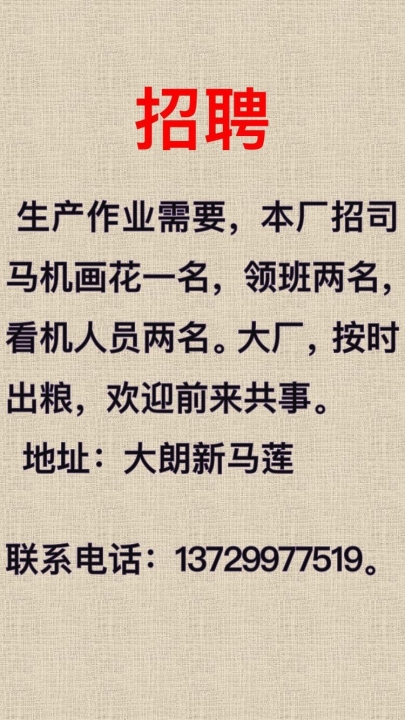 招聘
生产作业需要，本厂招司
马机画花一名，领班两名，
看机人员两名。大厂，按时
出粮，欢迎前来共事。
地址：大朗新马莲
联系电话：13729977519。